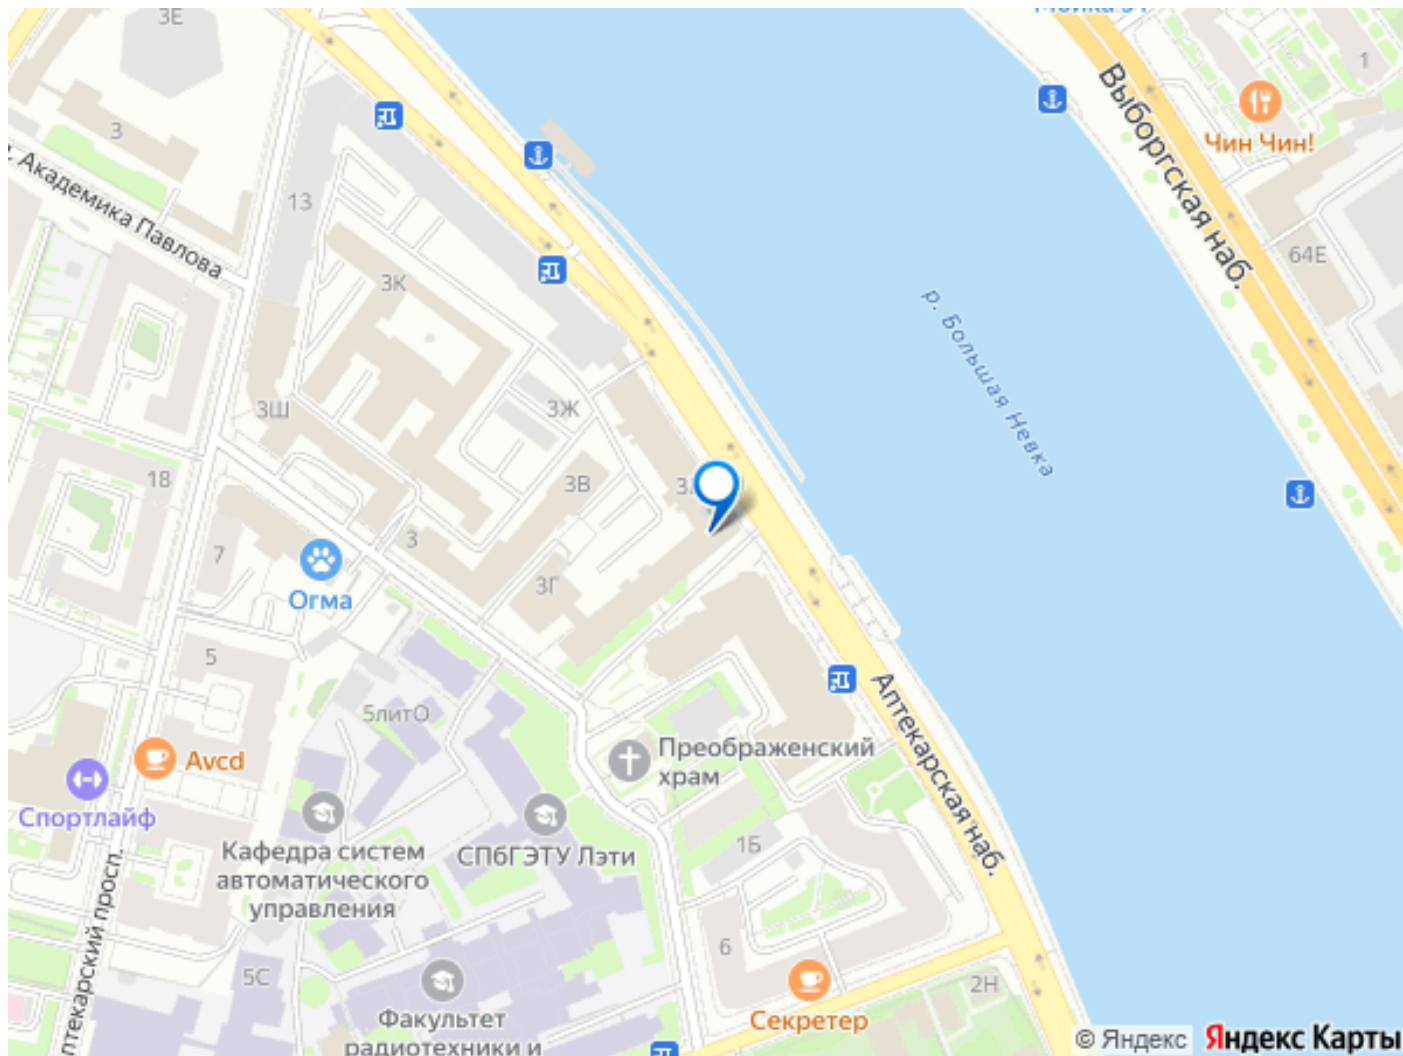 3Е
1
Выборгская наб.
Чин Чин!
3
Академика Павлова
13
64Е
3К
р. Большая Невка
3Ш
3Ж
18
3В
7
3
Огма
3Г
5
5литО
Аптекарская наб.
Преображенский
храм
Avcd
Спортлайф
Кафедра систем
автоматического
управления
СПбГЭТУ Лэти
1Б
6
5С
2Н
Факультет
радиотехники и
Секретер
птекарский просп.
© Яндекс Яндекс Карты